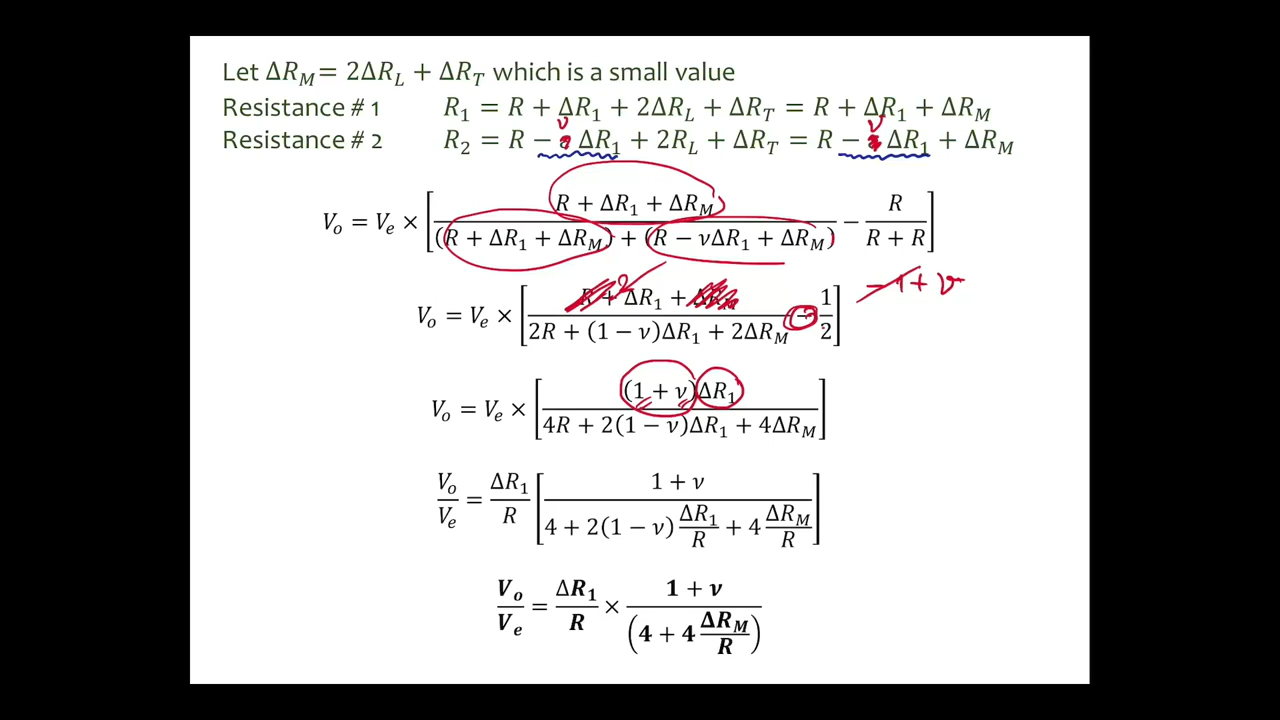 Let ΔR_M = 2ΔR_L + ΔR_T which is a small value
Resistance # 1 R_1 = R + ΔR_1 + 2ΔR_L + ΔR_T = R + ΔR_1 + ΔR_M
ν ν
Resistance # 2 R_2 = R − ΔR_1 + 2R_L + ΔR_T = R − ΔR_1 + ΔR_M
V_o = V_e × [ (R + ΔR_1 + ΔR_M) / ((R + ΔR_1 + ΔR_M) + (R − νΔR_1 + ΔR_M)) − R / (R + R) ]
−1 + ν
V_o = V_e × [ (R + 2 ΔR_1 + ΔR_M) / (2R + (1 − ν)ΔR_1 + 2ΔR_M) − 1/2 ]
V_o = V_e × [ (1 + ν)ΔR_1 / (4R + 2(1 − ν)ΔR_1 + 4ΔR_M) ]
V_o/V_e = ΔR_1/R [ (1 + ν) / (4 + 2(1 − ν) ΔR_1/R + 4 ΔR_M/R) ]
V_o/V_e = ΔR_1/R × (1 + ν) / (4 + 4 ΔR_M/R)